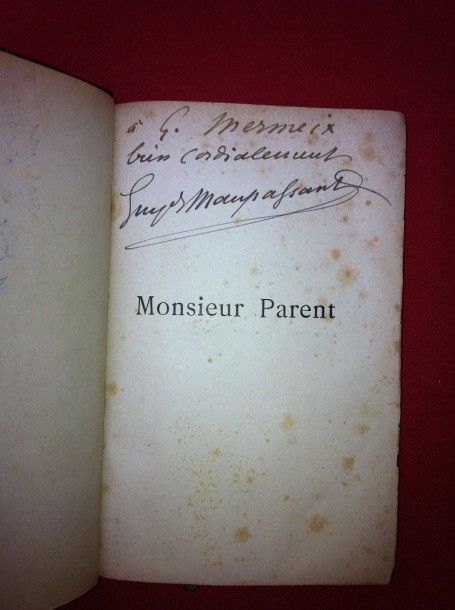 à G. Mermeix
bien cordialement
Guy de Maupassant
Monsieur Parent